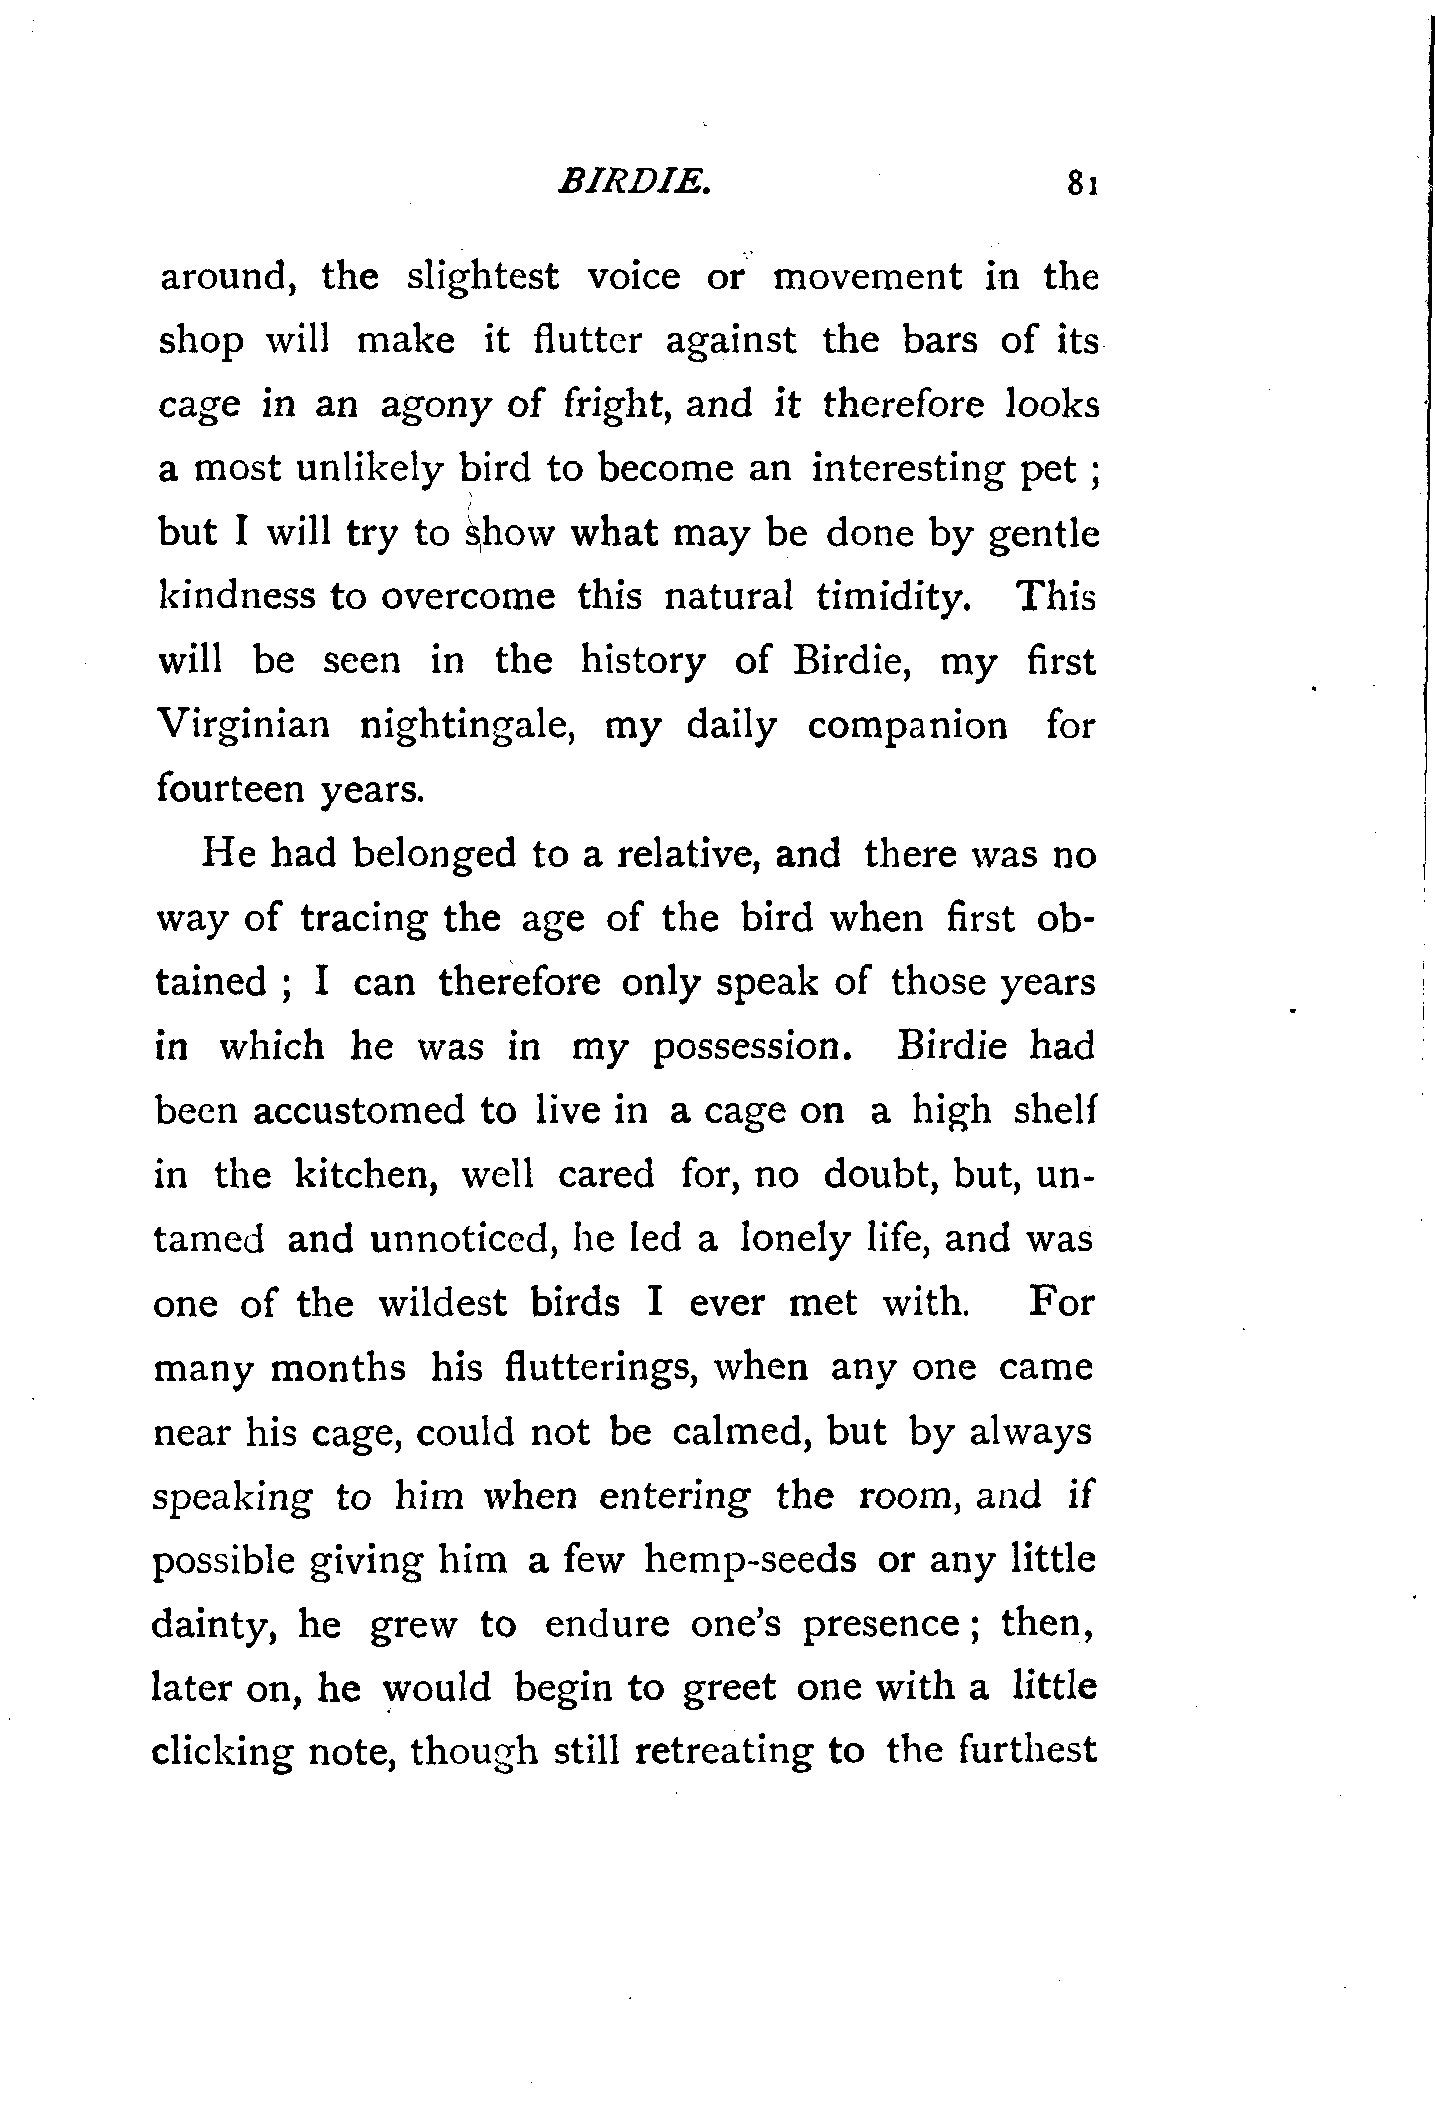 BIRDIE. 81
around, the slightest voice or movement in the
shop will make it flutter against the bars of its
cage in an agony of fright, and it therefore looks
a most unlikely bird to become an interesting pet ;
but I will try to show what may be done by gentle
kindness to overcome this natural timidity. This
will be seen in the history of Birdie, my first
Virginian nightingale, my daily companion for
fourteen years.
He had belonged to a relative, and there was no
way of tracing the age of the bird when first ob-
tained ; I can therefore only speak of those years
in which he was in my possession. Birdie had
been accustomed to live in a cage on a high shelf
in the kitchen, well cared for, no doubt, but, un-
tamed and unnoticed, he led a lonely life, and was
one of the wildest birds I ever met with. For
many months his flutterings, when any one came
near his cage, could not be calmed, but by always
speaking to him when entering the room, and if
possible giving him a few hemp-seeds or any little
dainty, he grew to endure one's presence ; then,
later on, he would begin to greet one with a little
clicking note, though still retreating to the furthest